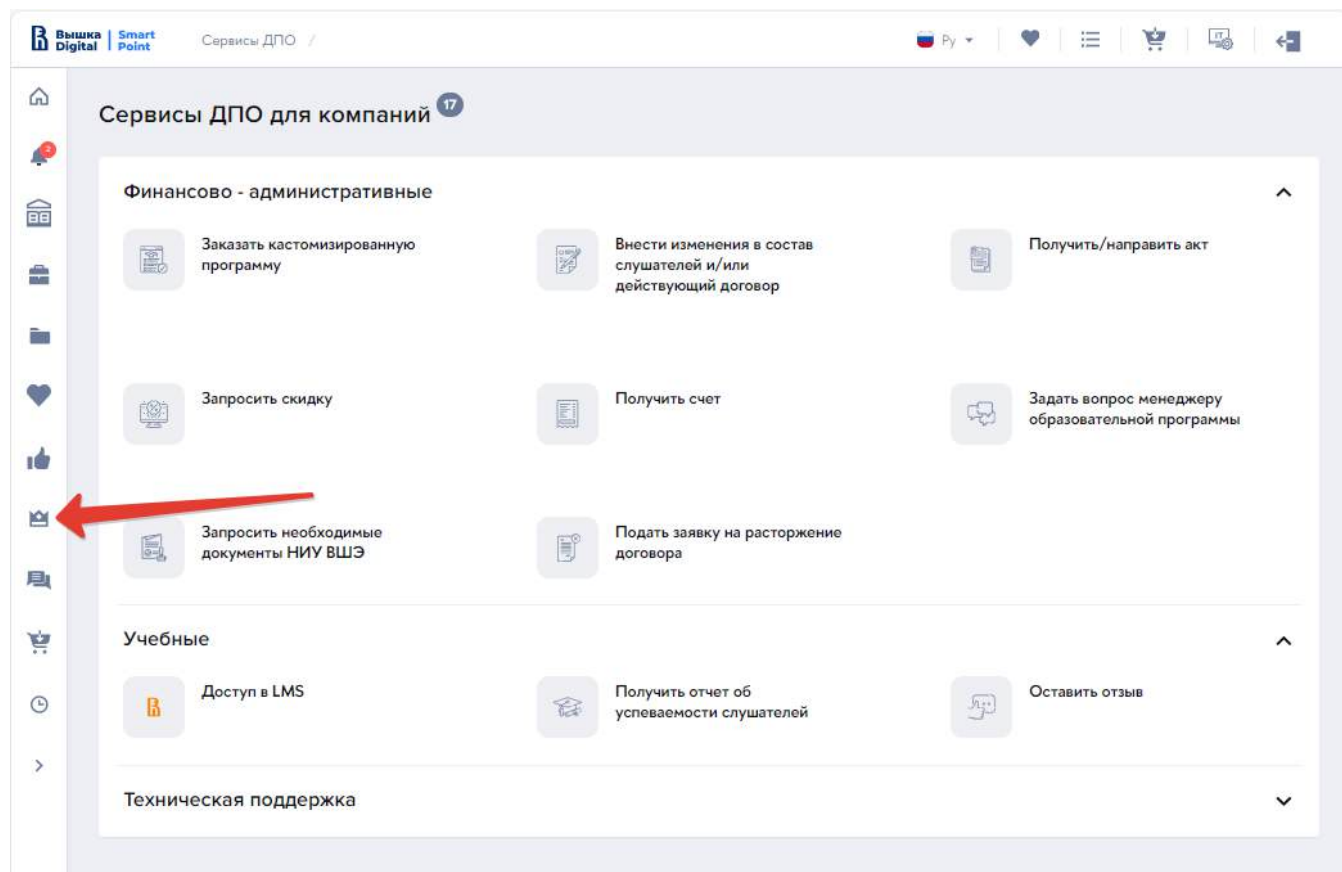 Вышка Digital | Smart Point
Сервисы ДПО /
Ру
2
Сервисы ДПО для компаний 17
Финансово - административные
Заказать кастомизированную
программу
Внести изменения в состав
слушателей и/или
действующий договор
Получить/направить акт
Запросить скидку
Получить счет
Задать вопрос менеджеру
образовательной программы
Запросить необходимые
документы НИУ ВШЭ
Подать заявку на расторжение
договора
Учебные
Доступ в LMS
Получить отчет об
успеваемости слушателей
Оставить отзыв
Техническая поддержка